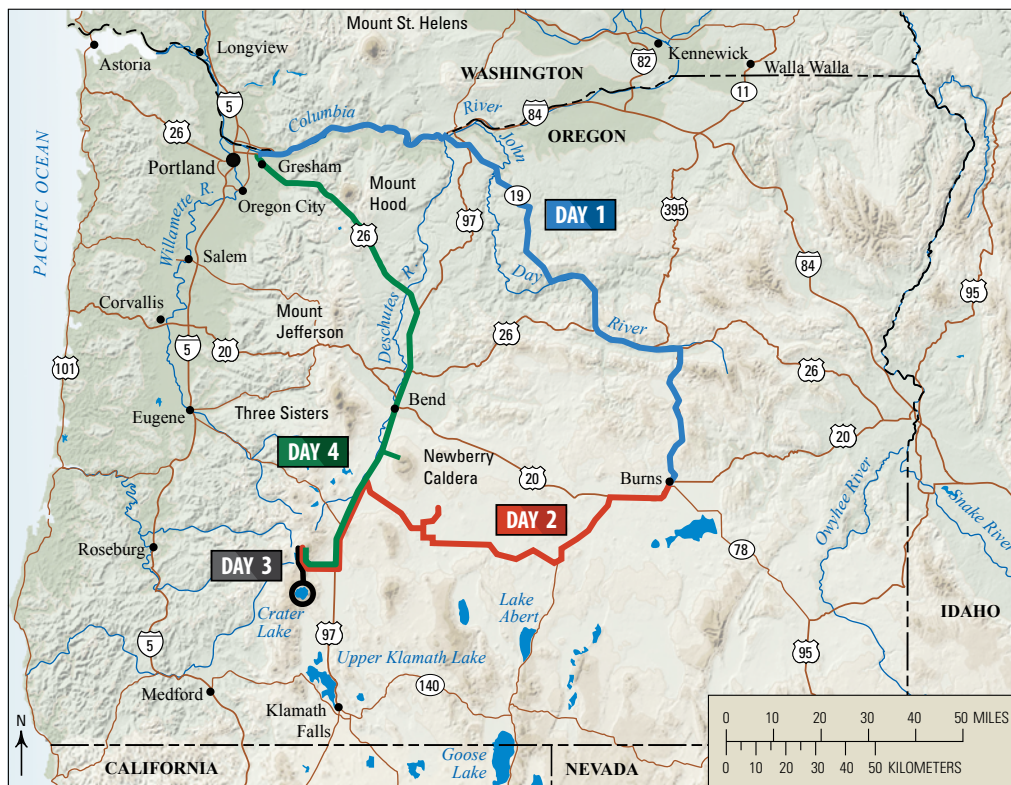 Mount St. Helens
Longview
Astoria
Kennewick
82
Walla Walla
WASHINGTON
5
11
Columbia
River
84
OREGON
26
John
PACIFIC OCEAN
Portland
Gresham
Mount
Hood
19
DAY 1
395
Oregon City
Willamette R.
97
26
Salem
84
Day
95
Deschutes R.
Corvallis
Mount
Jefferson
River
5
20
26
26
101
Bend
Eugene
Three Sisters
20
DAY 4
Newberry
Caldera
Burns
20
Owyhee River
Snake River
DAY 2
Roseburg
DAY 3
78
Crater
Lake
Lake
Abert
IDAHO
97
5
Upper Klamath Lake
95
Medford
140
Klamath
Falls
N
0 10 20 30 40 50 MILES
0 10 20 30 40 50 KILOMETERS
CALIFORNIA
Goose
Lake
NEVADA